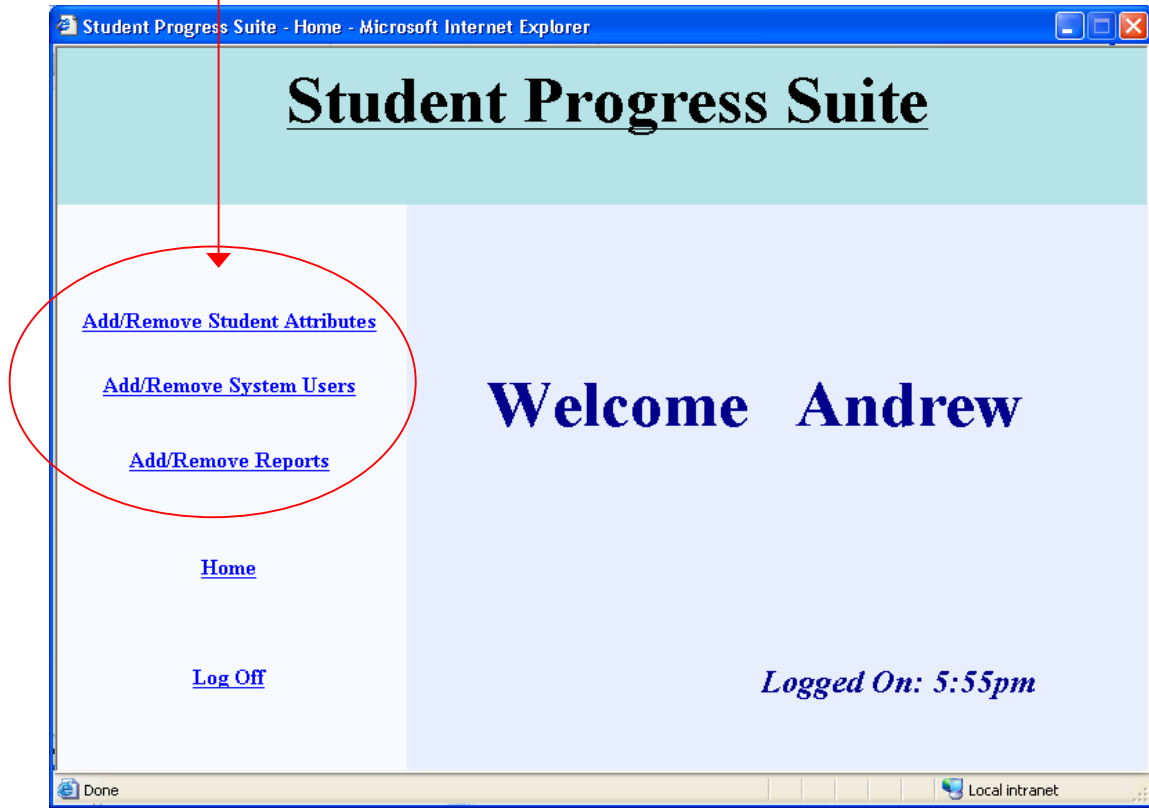 Student Progress Suite - Home - Microsoft Internet Explorer
Student Progress Suite
Add/Remove Student Attributes
Add/Remove System Users
Welcome Andrew
Add/Remove Reports
Home
Log Off
Logged On: 5:55pm
Done
Local intranet